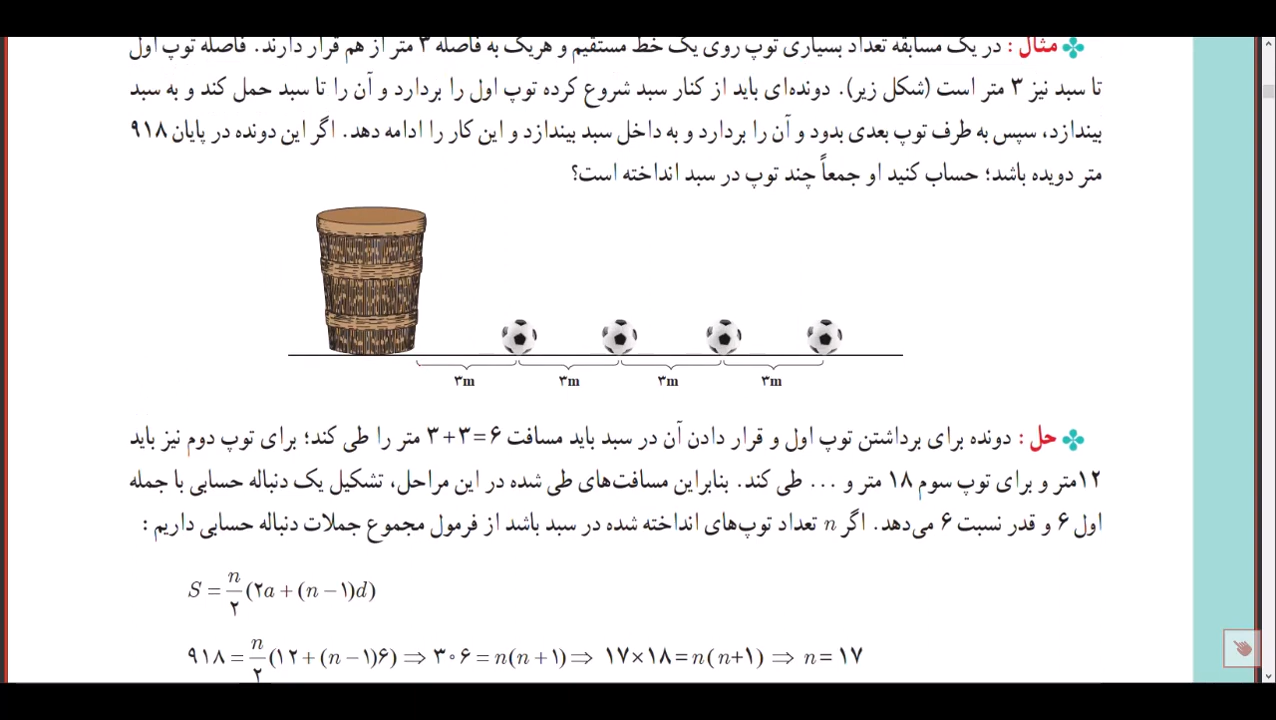 مثال : در یک مسابقه تعداد بسیاری توپ روی یک خط مستقیم و هریک به فاصله ۳ متر از هم قرار دارند. فاصله توپ اول
تا سبد نیز ۳ متر است (شکل زیر). دونده‌ای باید از کنار سبد شروع کرده توپ اول را بردارد و آن را تا سبد حمل کند و به سبد
بیندازد، سپس به طرف توپ بعدی بدود و آن را بردارد و به داخل سبد بیندازد و این کار را ادامه دهد. اگر این دونده در پایان ۹۱۸
متر دویده باشد؛ حساب کنید او جمعاً چند توپ در سبد انداخته است؟
۳m ۳m ۳m ۳m
حل : دونده برای برداشتن توپ اول و قرار دادن آن در سبد باید مسافت ۳+۳=۶ متر را طی کند؛ برای توپ دوم نیز باید
۱۲متر و برای توپ سوم ۱۸ متر و ... طی کند. بنابراین مسافت‌های طی شده در این مراحل، تشکیل یک دنباله حسابی با جمله
اول ۶ و قدر نسبت ۶ می‌دهد. اگر n تعداد توپ‌های انداخته شده در سبد باشد از فرمول مجموع جملات دنباله حسابی داریم :
S = n/۲ (۲a + (n − ۱)d)
۹۱۸ = n/۲ (۱۲ + (n − ۱)۶) ⇒ ۳۰۶ = n(n + ۱) ⇒ ۱۷×۱۸ = n(n+۱) ⇒ n = ۱۷